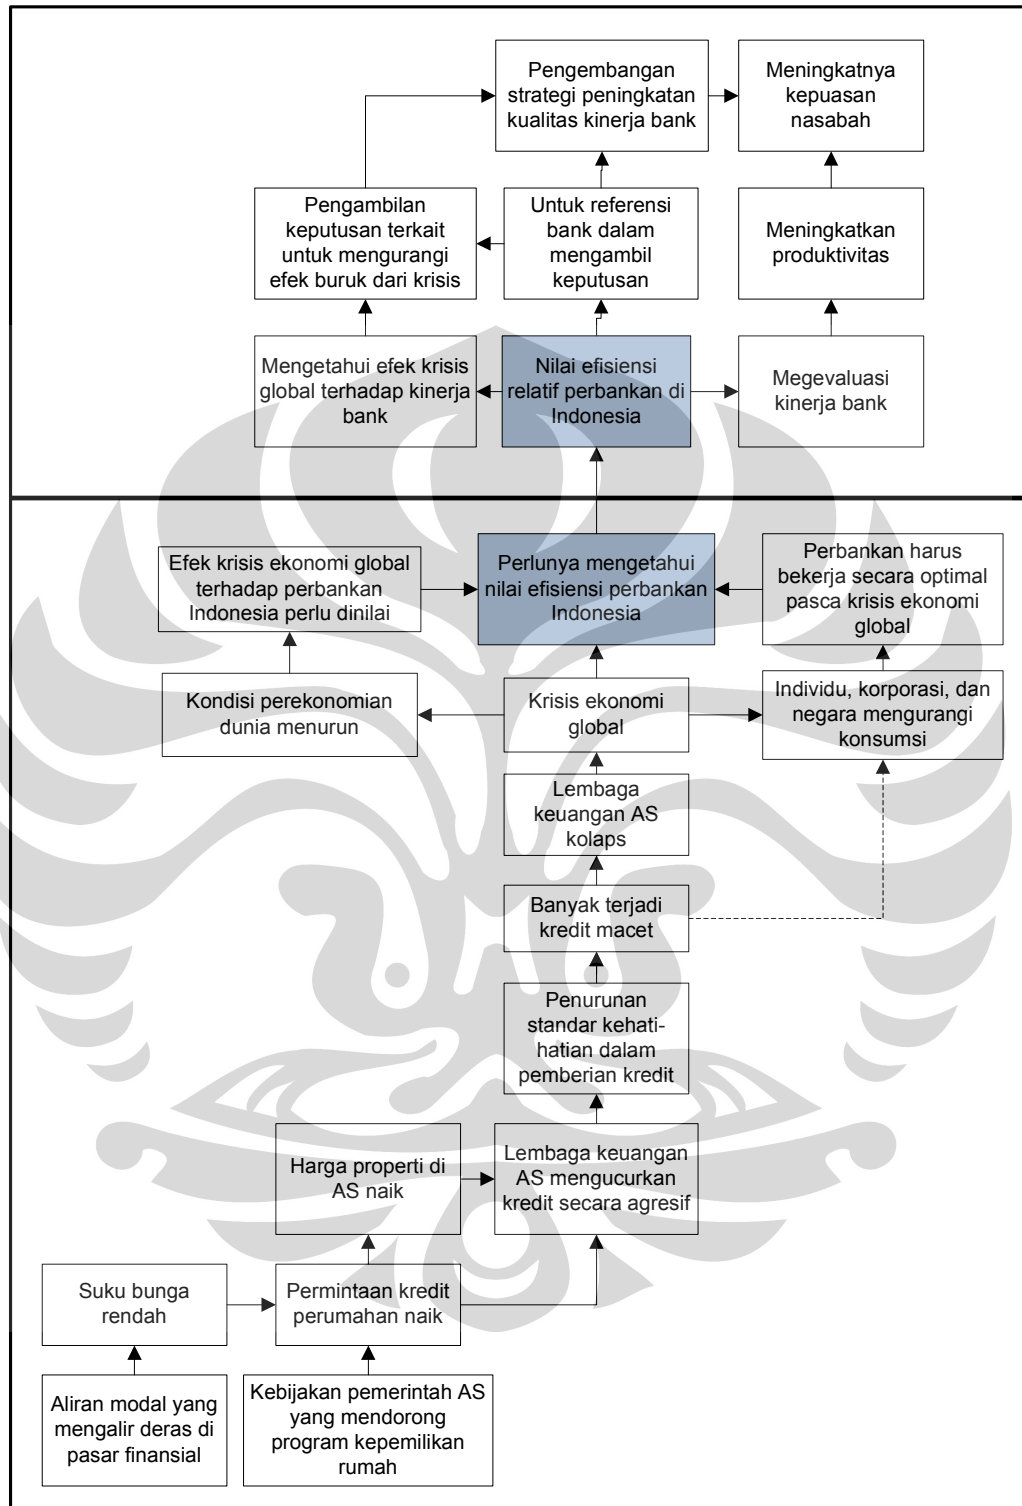 Pengembangan
strategi peningkatan
kualitas kinerja bank
Meningkatnya
kepuasan
nasabah
Pengambilan
keputusan terkait
untuk mengurangi
efek buruk dari krisis
Untuk referensi
bank dalam
mengambil
keputusan
Meningkatkan
produktivitas
Mengetahui efek krisis
global terhadap kinerja
bank
Nilai efisiensi
relatif perbankan di
Indonesia
Megevaluasi
kinerja bank
Efek krisis ekonomi global
terhadap perbankan
Indonesia perlu dinilai
Perlunya mengetahui
nilai efisiensi perbankan
Indonesia
Perbankan harus
bekerja secara optimal
pasca krisis ekonomi
global
Kondisi perekonomian
dunia menurun
Krisis ekonomi
global
Individu, korporasi, dan
negara mengurangi
konsumsi
Lembaga
keuangan AS
kolaps
Banyak terjadi
kredit macet
Penurunan
standar kehati-
hatian dalam
pemberian kredit
Harga properti di
AS naik
Lembaga keuangan
AS mengucurkan
kredit secara agresif
Suku bunga
rendah
Permintaan kredit
perumahan naik
Aliran modal yang
mengalir deras di
pasar finansial
Kebijakan pemerintah AS
yang mendorong
program kepemilikan
rumah